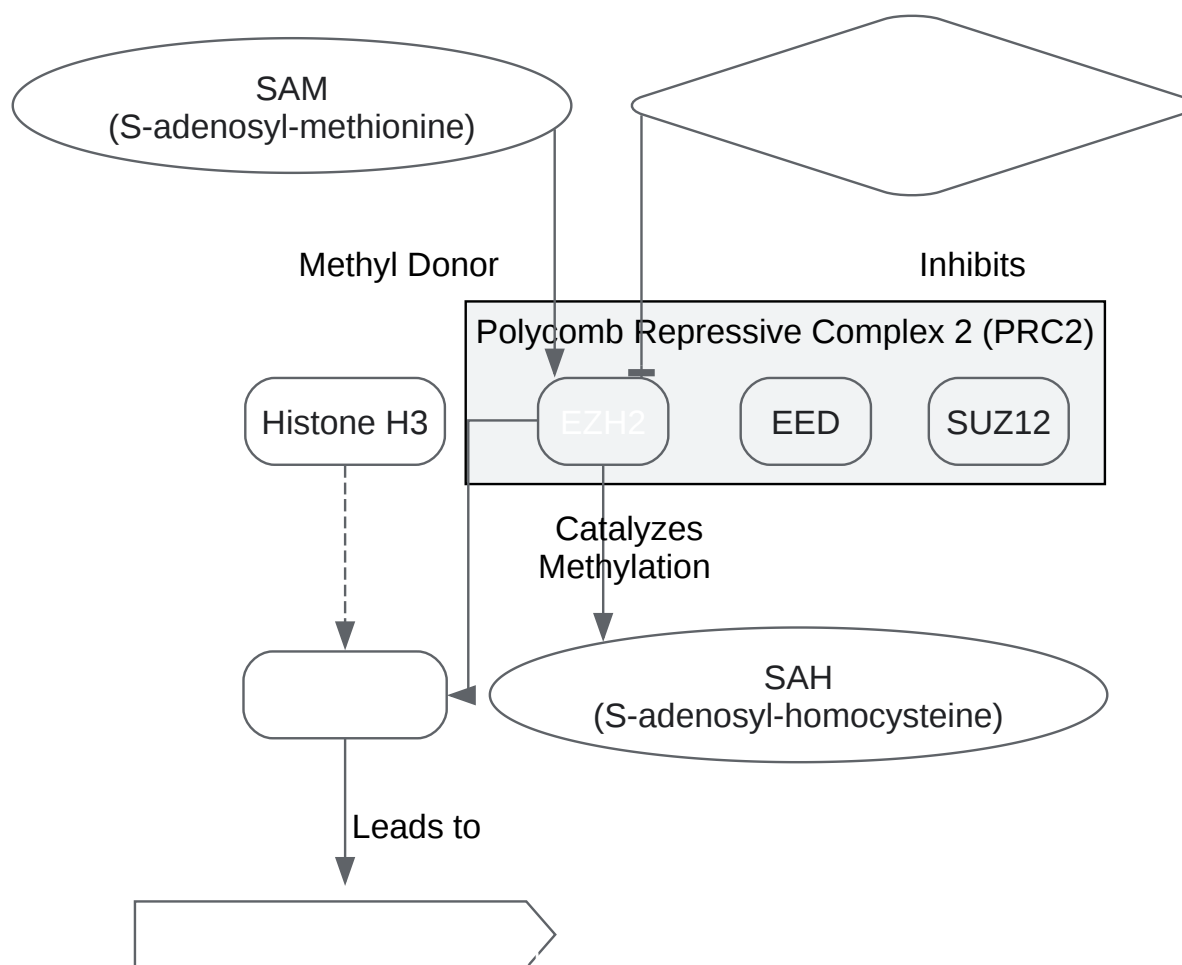 SAM
(S-adenosyl-methionine)
Methyl Donor
Inhibits
Polycomb Repressive Complex 2 (PRC2)
Histone H3
EZH2
EED
SUZ12
Catalyzes
Methylation
SAH
(S-adenosyl-homocysteine)
Leads to